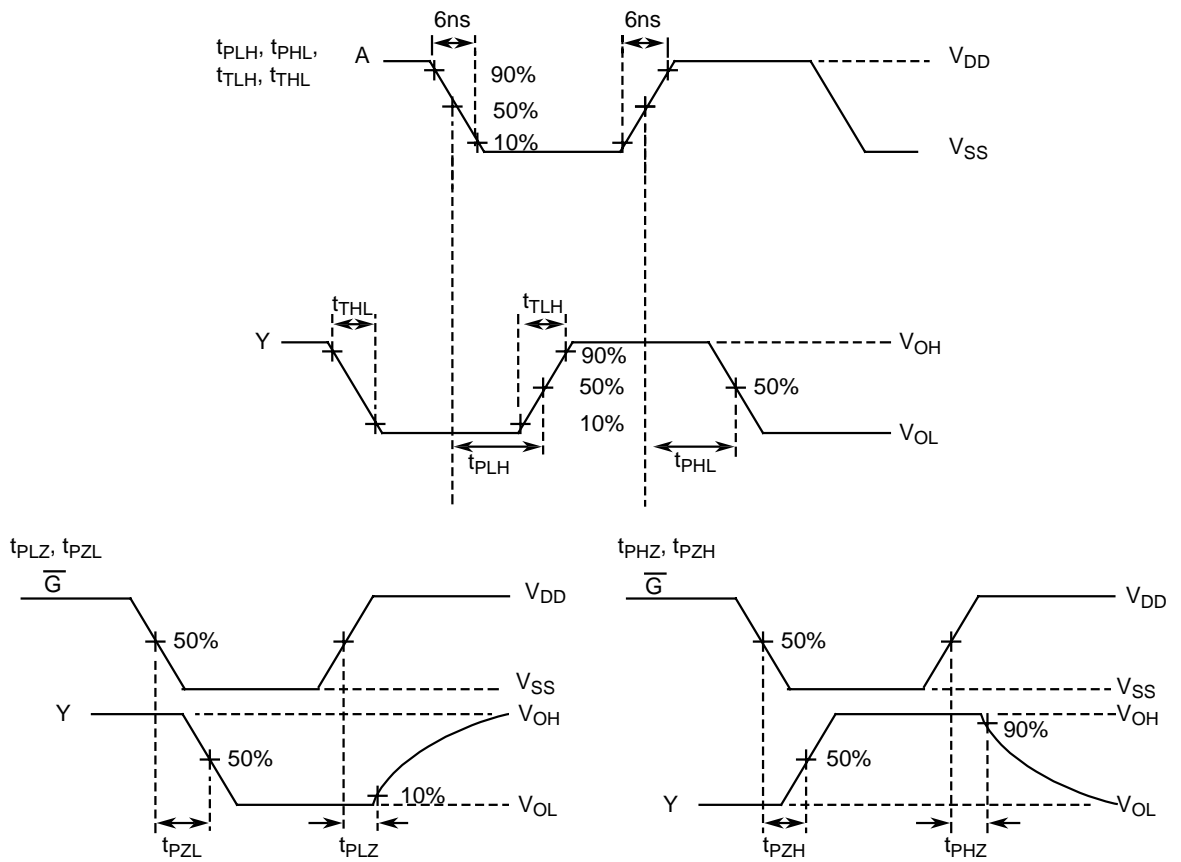 6ns 6ns
tPLH, tPHL, A VDD
tTLH, tTHL
90%
50%
10%
VSS
tTHL tTLH
Y VOH
90%
50% 50%
10%
VOL
tPLH tPHL
tPLZ, tPZL
G
VDD
50%
VSS
Y VOH
50%
10%
VOL
tPZL tPLZ
tPHZ, tPZH
G
VDD
50%
VSS
VOH
90%
50%
Y VOL
tPZH tPHZ